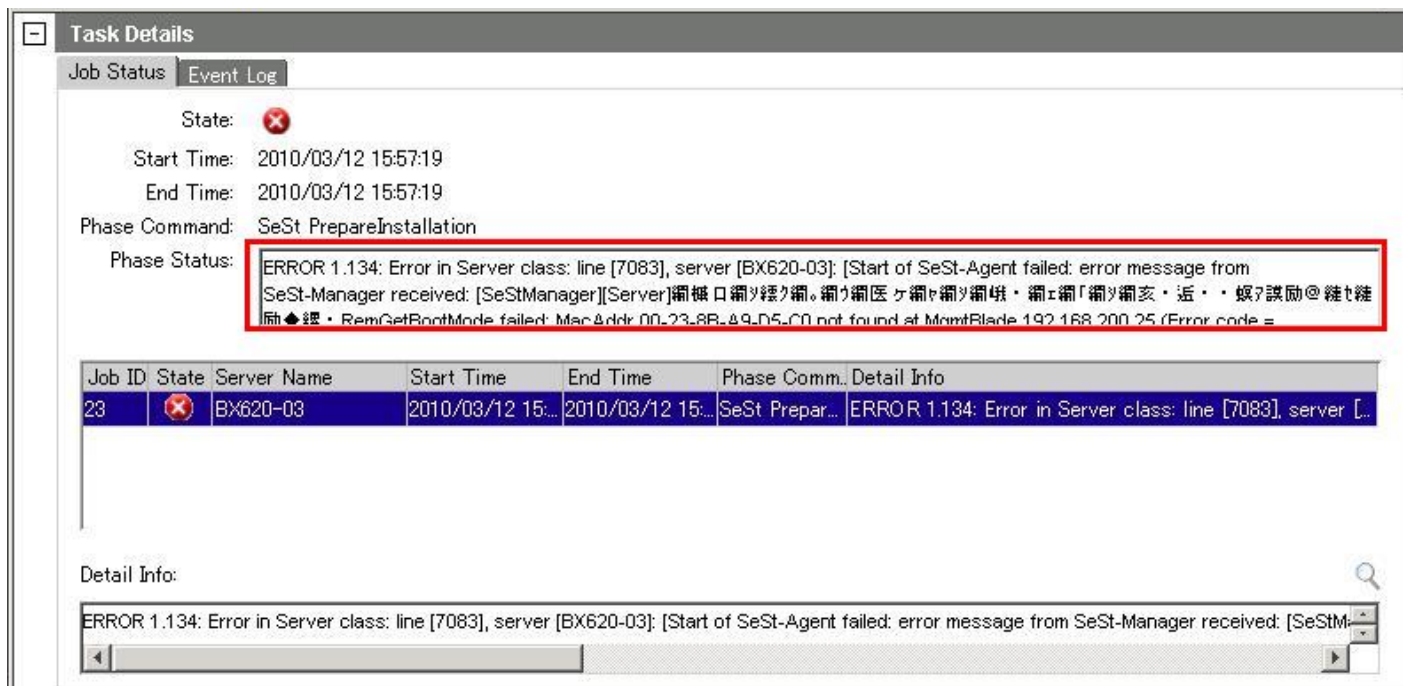 Task Details
Job Status Event Log
State:
Start Time: 2010/03/12 15:57:19
End Time: 2010/03/12 15:57:19
Phase Command: SeSt PrepareInstallation
Phase Status: ERROR 1.134: Error in Server class: line [7083], server [BX620-03]: [Start of SeSt-Agent failed: error message from
SeSt-Manager received: [SeStManager][Server]
RemGetBootMode failed: MacAddr 00-23-8B-A9-D5-C0 not found at MgmtBlade 192.168.200.25 (Error code =
Job ID State Server Name Start Time End Time Phase Comm.. Detail Info
23 BX620-03 2010/03/12 15:... 2010/03/12 15:... SeSt Prepar... ERROR 1.134: Error in Server class: line [7083], server [...
Detail Info:
ERROR 1.134: Error in Server class: line [7083], server [BX620-03]: [Start of SeSt-Agent failed: error message from SeSt-Manager received: [SeStM